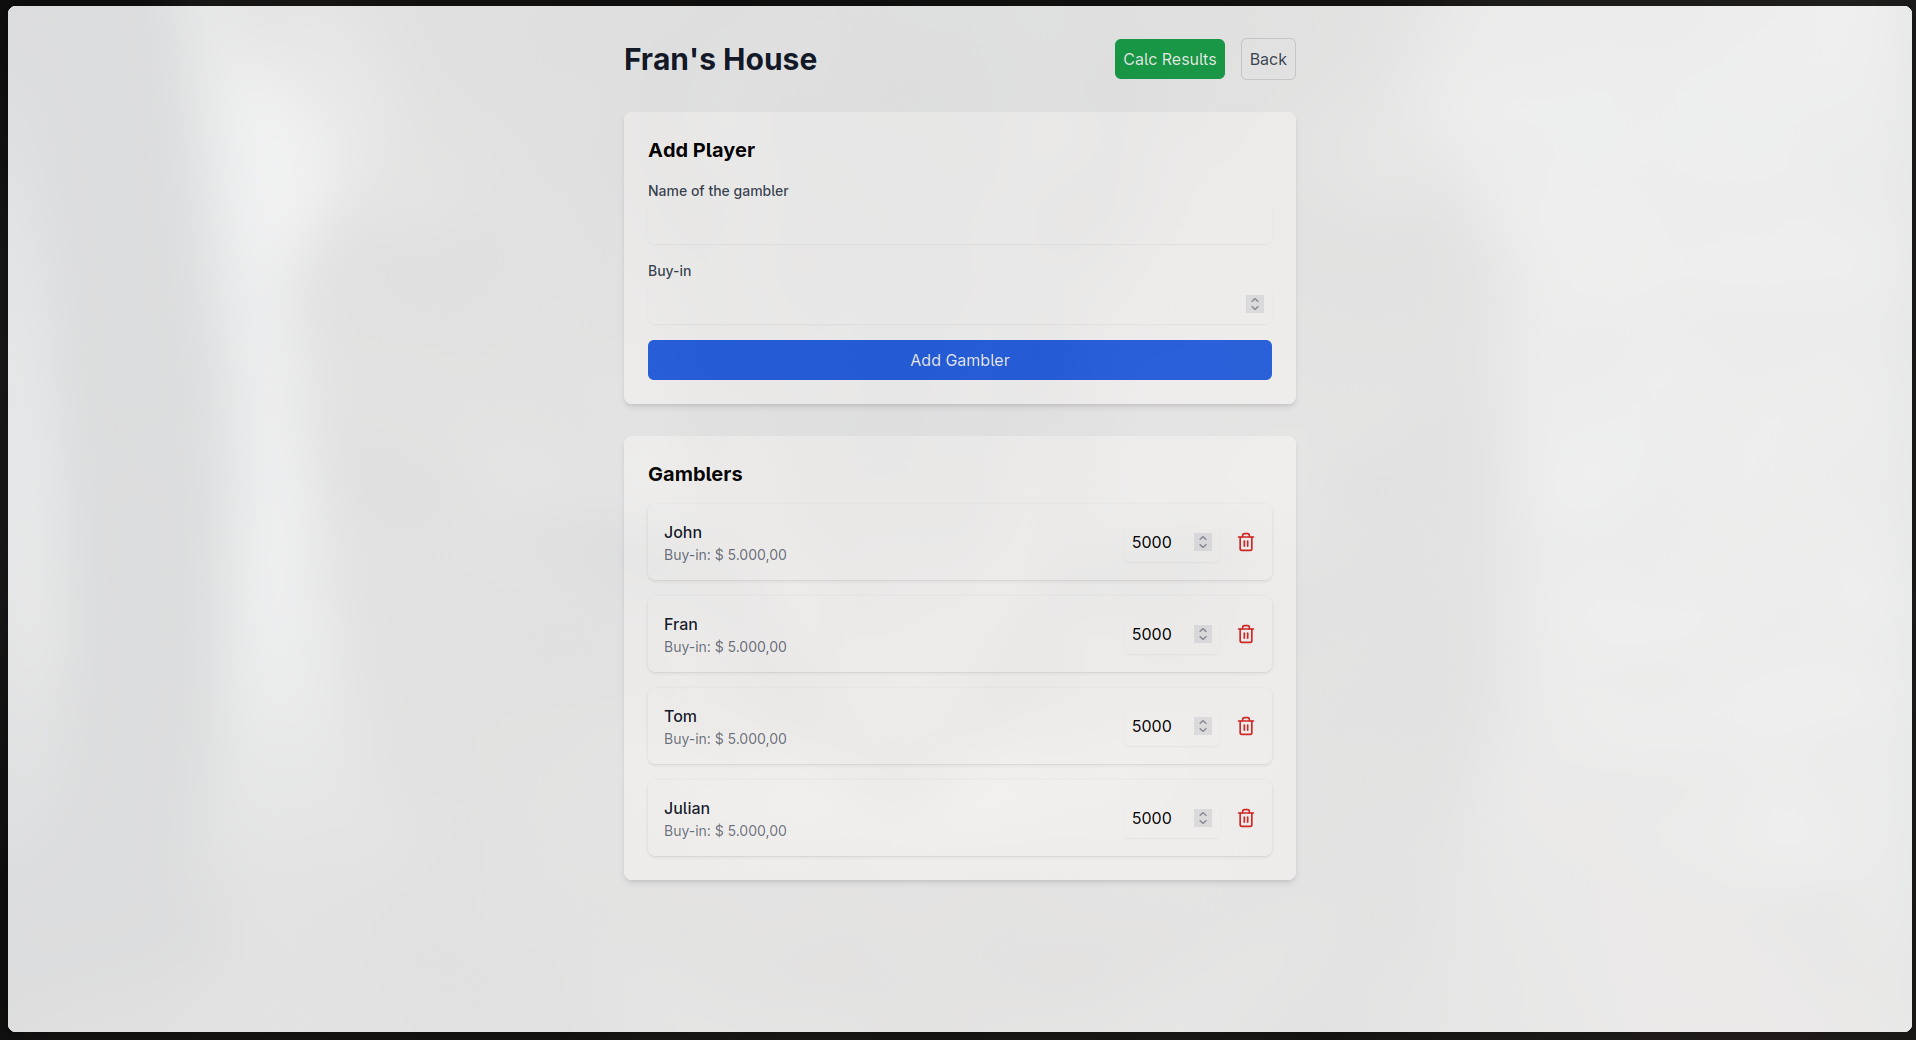 Fran's House
Calc Results
Back
Add Player
Name of the gambler
Buy-in
Add Gambler
Gamblers
John
Buy-in: $ 5.000,00
5000
Fran
Buy-in: $ 5.000,00
5000
Tom
Buy-in: $ 5.000,00
5000
Julian
Buy-in: $ 5.000,00
5000